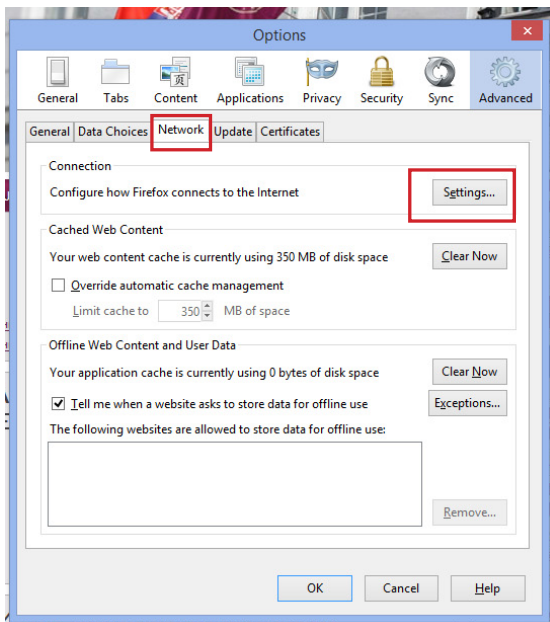 Options
General Tabs Content Applications Privacy Security Sync Advanced
General Data Choices Network Update Certificates
Connection
Configure how Firefox connects to the Internet Settings...
Cached Web Content
Your web content cache is currently using 350 MB of disk space Clear Now
Override automatic cache management
Limit cache to 350 MB of space
Offline Web Content and User Data
Your application cache is currently using 0 bytes of disk space Clear Now
Tell me when a website asks to store data for offline use Exceptions...
The following websites are allowed to store data for offline use:
Remove...
OK Cancel Help